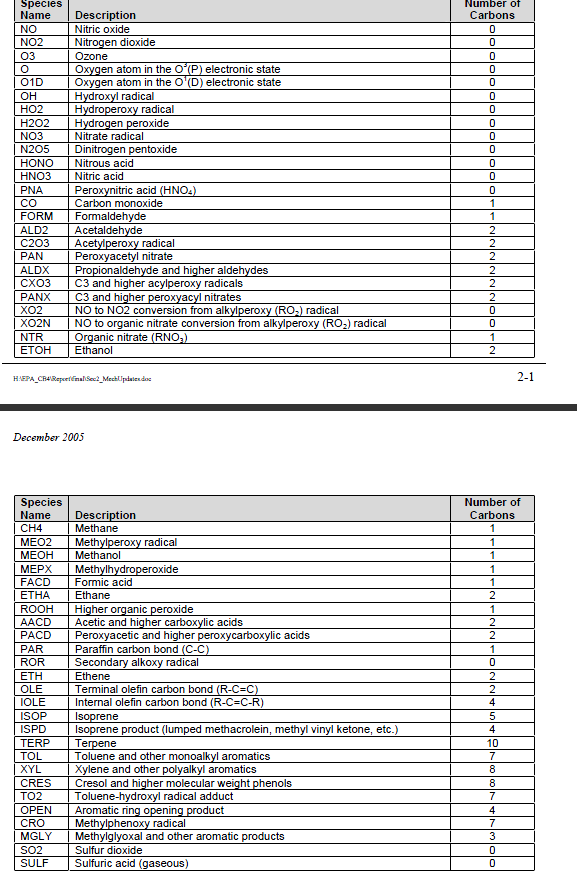 Species Name Description Number of Carbons
NO Nitric oxide 0
NO2 Nitrogen dioxide 0
O3 Ozone 0
O Oxygen atom in the O³(P) electronic state 0
O1D Oxygen atom in the O¹(D) electronic state 0
OH Hydroxyl radical 0
HO2 Hydroperoxy radical 0
H2O2 Hydrogen peroxide 0
NO3 Nitrate radical 0
N2O5 Dinitrogen pentoxide 0
HONO Nitrous acid 0
HNO3 Nitric acid 0
PNA Peroxynitric acid (HNO₄) 0
CO Carbon monoxide 1
FORM Formaldehyde 1
ALD2 Acetaldehyde 2
C2O3 Acetylperoxy radical 2
PAN Peroxyacetyl nitrate 2
ALDX Propionaldehyde and higher aldehydes 2
CXO3 C3 and higher acylperoxy radicals 2
PANX C3 and higher peroxyacyl nitrates 2
XO2 NO to NO2 conversion from alkylperoxy (RO₂) radical 0
XO2N NO to organic nitrate conversion from alkylperoxy (RO₂) radical 0
NTR Organic nitrate (RNO₃) 1
ETOH Ethanol 2
H:\EPA_CB4\Report\final\Sec2_MechUpdates.doc 2-1
December 2005
Species Name Description Number of Carbons
CH4 Methane 1
MEO2 Methylperoxy radical 1
MEOH Methanol 1
MEPX Methylhydroperoxide 1
FACD Formic acid 1
ETHA Ethane 2
ROOH Higher organic peroxide 1
AACD Acetic and higher carboxylic acids 2
PACD Peroxyacetic and higher peroxycarboxylic acids 2
PAR Paraffin carbon bond (C-C) 1
ROR Secondary alkoxy radical 0
ETH Ethene 2
OLE Terminal olefin carbon bond (R-C=C) 2
IOLE Internal olefin carbon bond (R-C=C-R) 4
ISOP Isoprene 5
ISPD Isoprene product (lumped methacrolein, methyl vinyl ketone, etc.) 4
TERP Terpene 10
TOL Toluene and other monoalkyl aromatics 7
XYL Xylene and other polyalkyl aromatics 8
CRES Cresol and higher molecular weight phenols 8
TO2 Toluene-hydroxyl radical adduct 7
OPEN Aromatic ring opening product 4
CRO Methylphenoxy radical 7
MGLY Methylglyoxal and other aromatic products 3
SO2 Sulfur dioxide 0
SULF Sulfuric acid (gaseous) 0